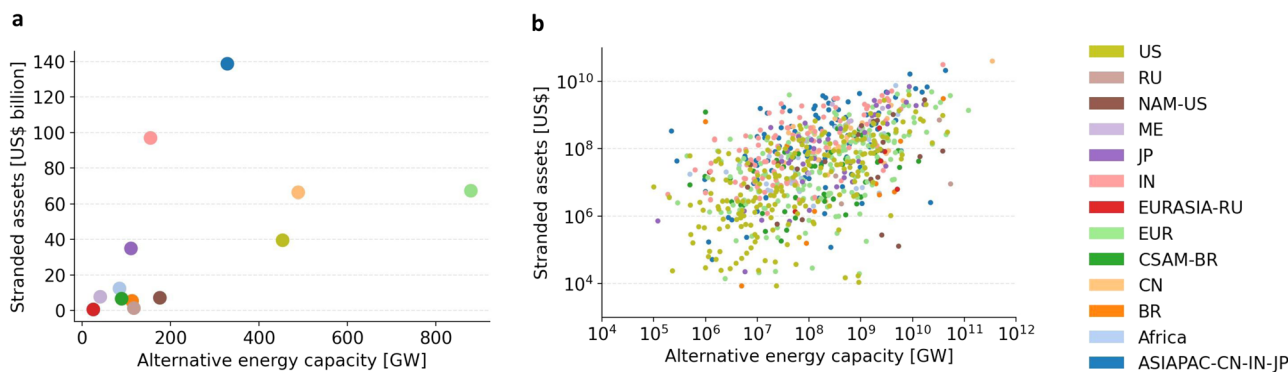 a
Stranded assets [US$ billion]
140
120
100
80
60
40
20
0
0 200 400 600 800
Alternative energy capacity [GW]
b
Stranded assets [US$]
10^10
10^8
10^6
10^4
10^4 10^5 10^6 10^7 10^8 10^9 10^10 10^11 10^12
Alternative energy capacity [GW]
US
RU
NAM-US
ME
JP
IN
EURASIA-RU
EUR
CSAM-BR
CN
BR
Africa
ASIAPAC-CN-IN-JP